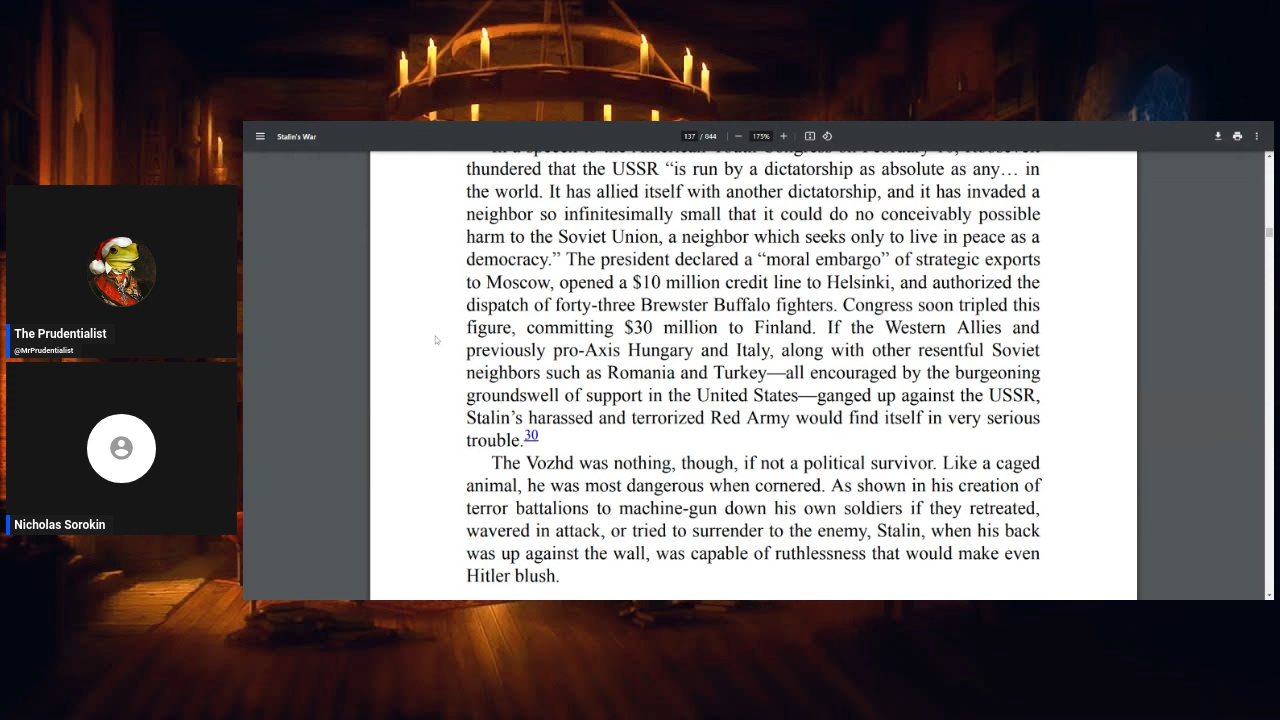 Stalin's War
137 / 844
175%
thundered that the USSR “is run by a dictatorship as absolute as any… in
the world. It has allied itself with another dictatorship, and it has invaded a
neighbor so infinitesimally small that it could do no conceivably possible
harm to the Soviet Union, a neighbor which seeks only to live in peace as a
democracy.” The president declared a “moral embargo” of strategic exports
to Moscow, opened a $10 million credit line to Helsinki, and authorized the
dispatch of forty-three Brewster Buffalo fighters. Congress soon tripled this
figure, committing $30 million to Finland. If the Western Allies and
previously pro-Axis Hungary and Italy, along with other resentful Soviet
neighbors such as Romania and Turkey—all encouraged by the burgeoning
groundswell of support in the United States—ganged up against the USSR,
Stalin’s harassed and terrorized Red Army would find itself in very serious
trouble.30
The Vozhd was nothing, though, if not a political survivor. Like a caged
animal, he was most dangerous when cornered. As shown in his creation of
terror battalions to machine-gun down his own soldiers if they retreated,
wavered in attack, or tried to surrender to the enemy, Stalin, when his back
was up against the wall, was capable of ruthlessness that would make even
Hitler blush.
The Prudentialist
@MrPrudentialist
Nicholas Sorokin